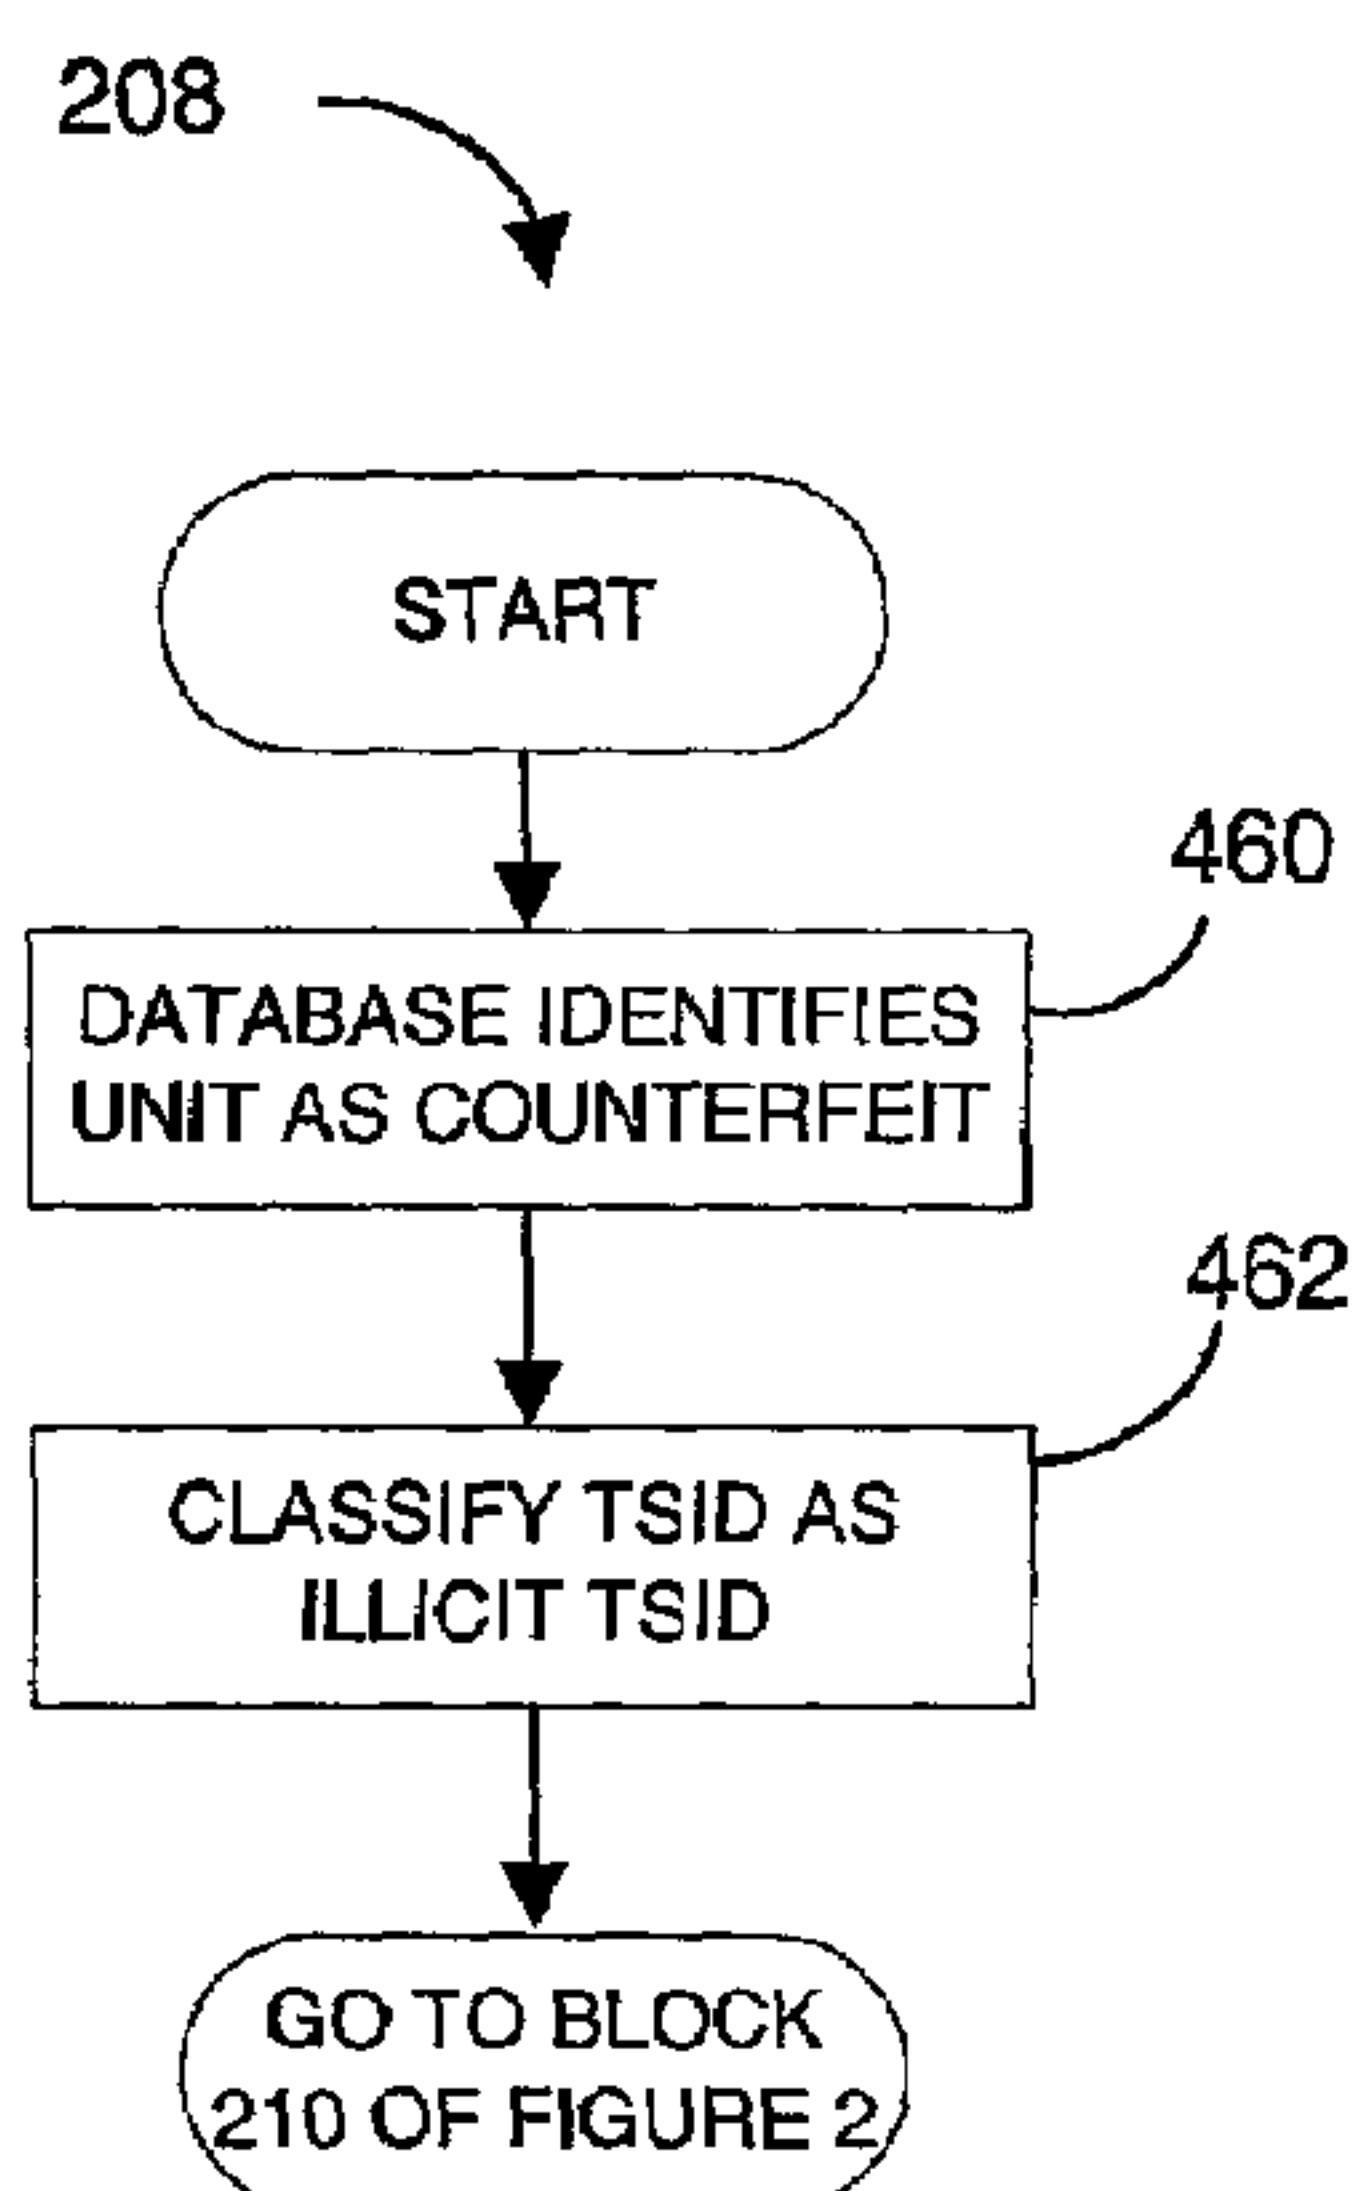 208
START
460
DATABASE IDENTIFIES
UNIT AS COUNTERFEIT
462
CLASSIFY TSID AS
ILLICIT TSID
GO TO BLOCK
210 OF FIGURE 2